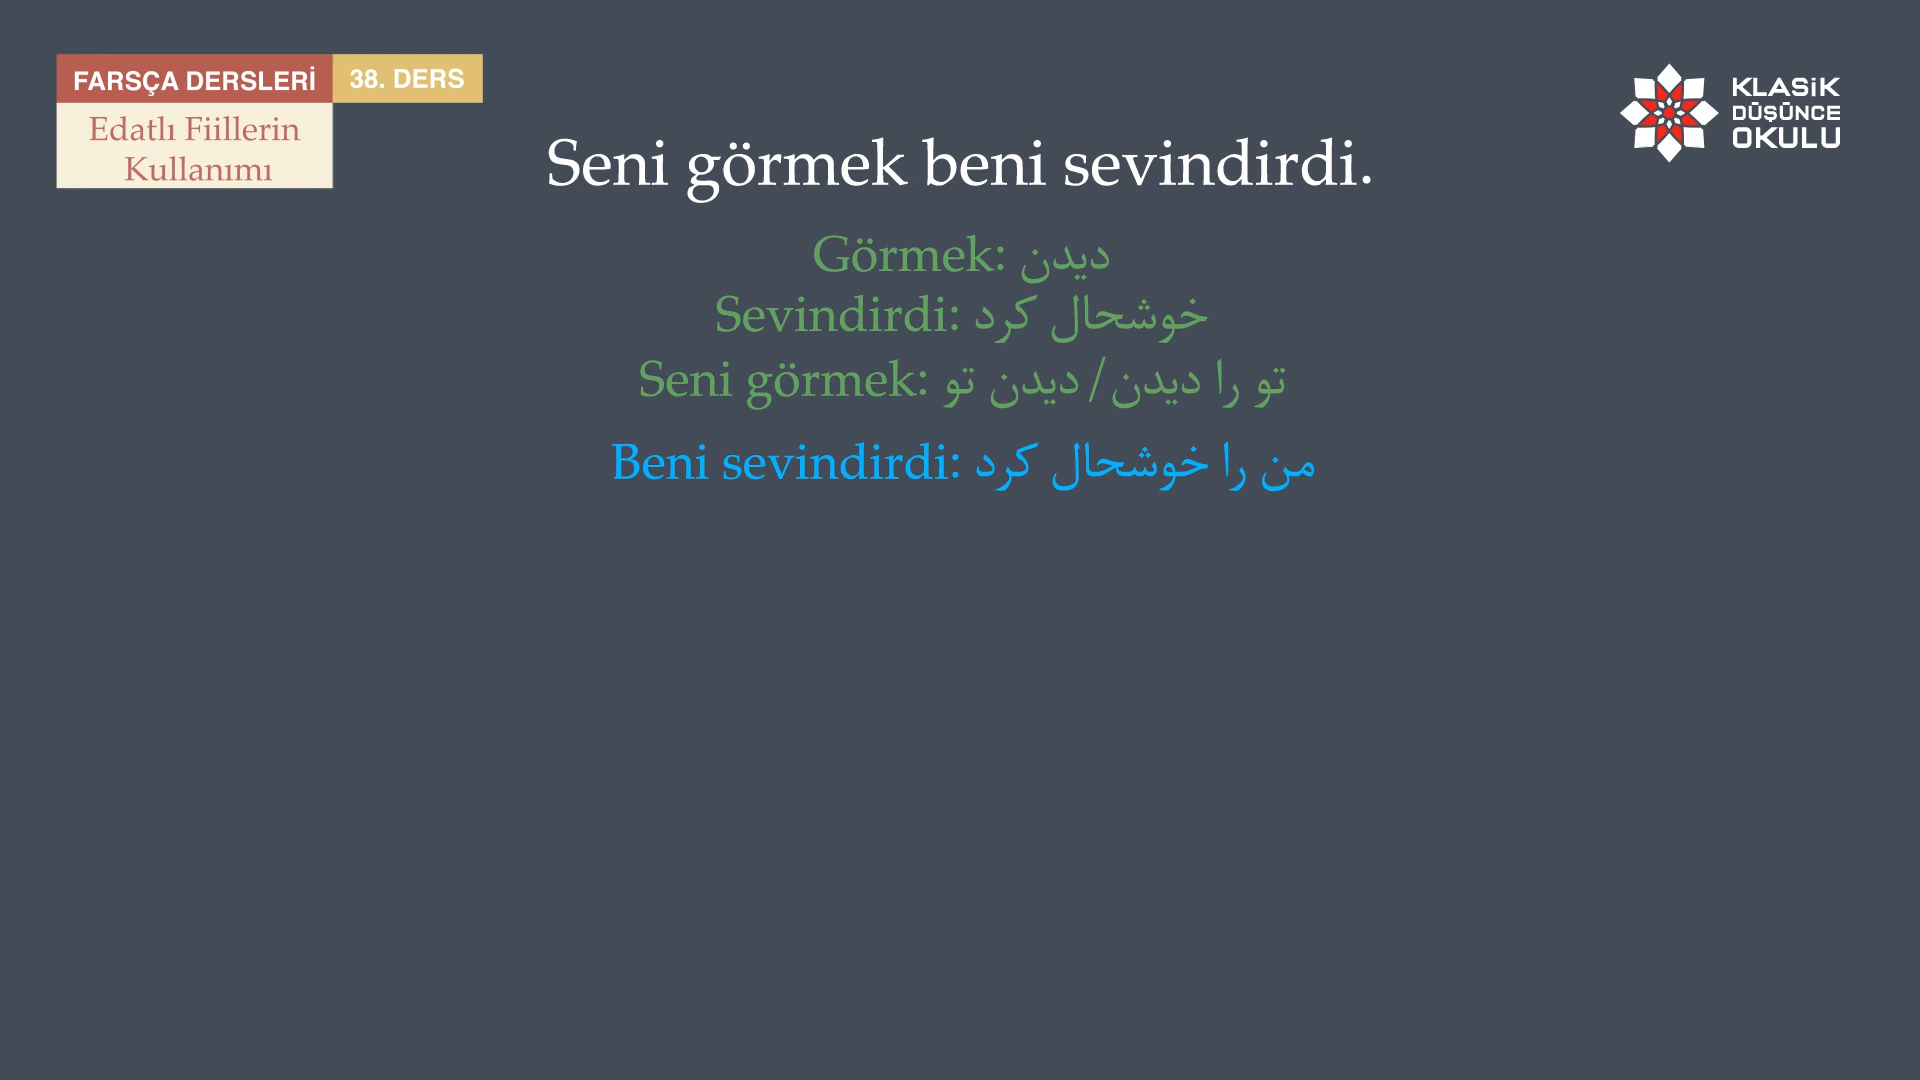 FARSÇA DERSLERİ 38. DERS
Edatlı Fiillerin
Kullanımı
KLASiK
DÜŞÜNCE
OKULU
Seni görmek beni sevindirdi.
Görmek: دیدن
Sevindirdi: خوشحال کرد
Seni görmek: تو را دیدن/دیدن تو
Beni sevindirdi: من را خوشحال کرد